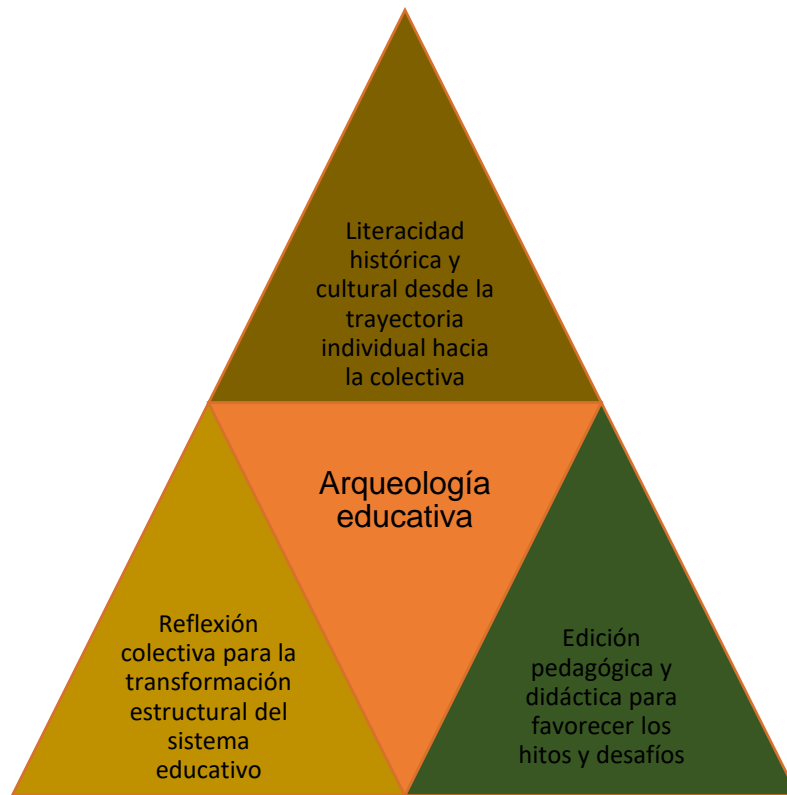 Literacidad
histórica y
cultural desde la
trayectoria
individual hacia
la colectiva
Arqueología
educativa
Reflexión
colectiva para la
transformación
estructural del
sistema
educativo
Edición
pedagógica y
didáctica para
favorecer los
hitos y desafíos